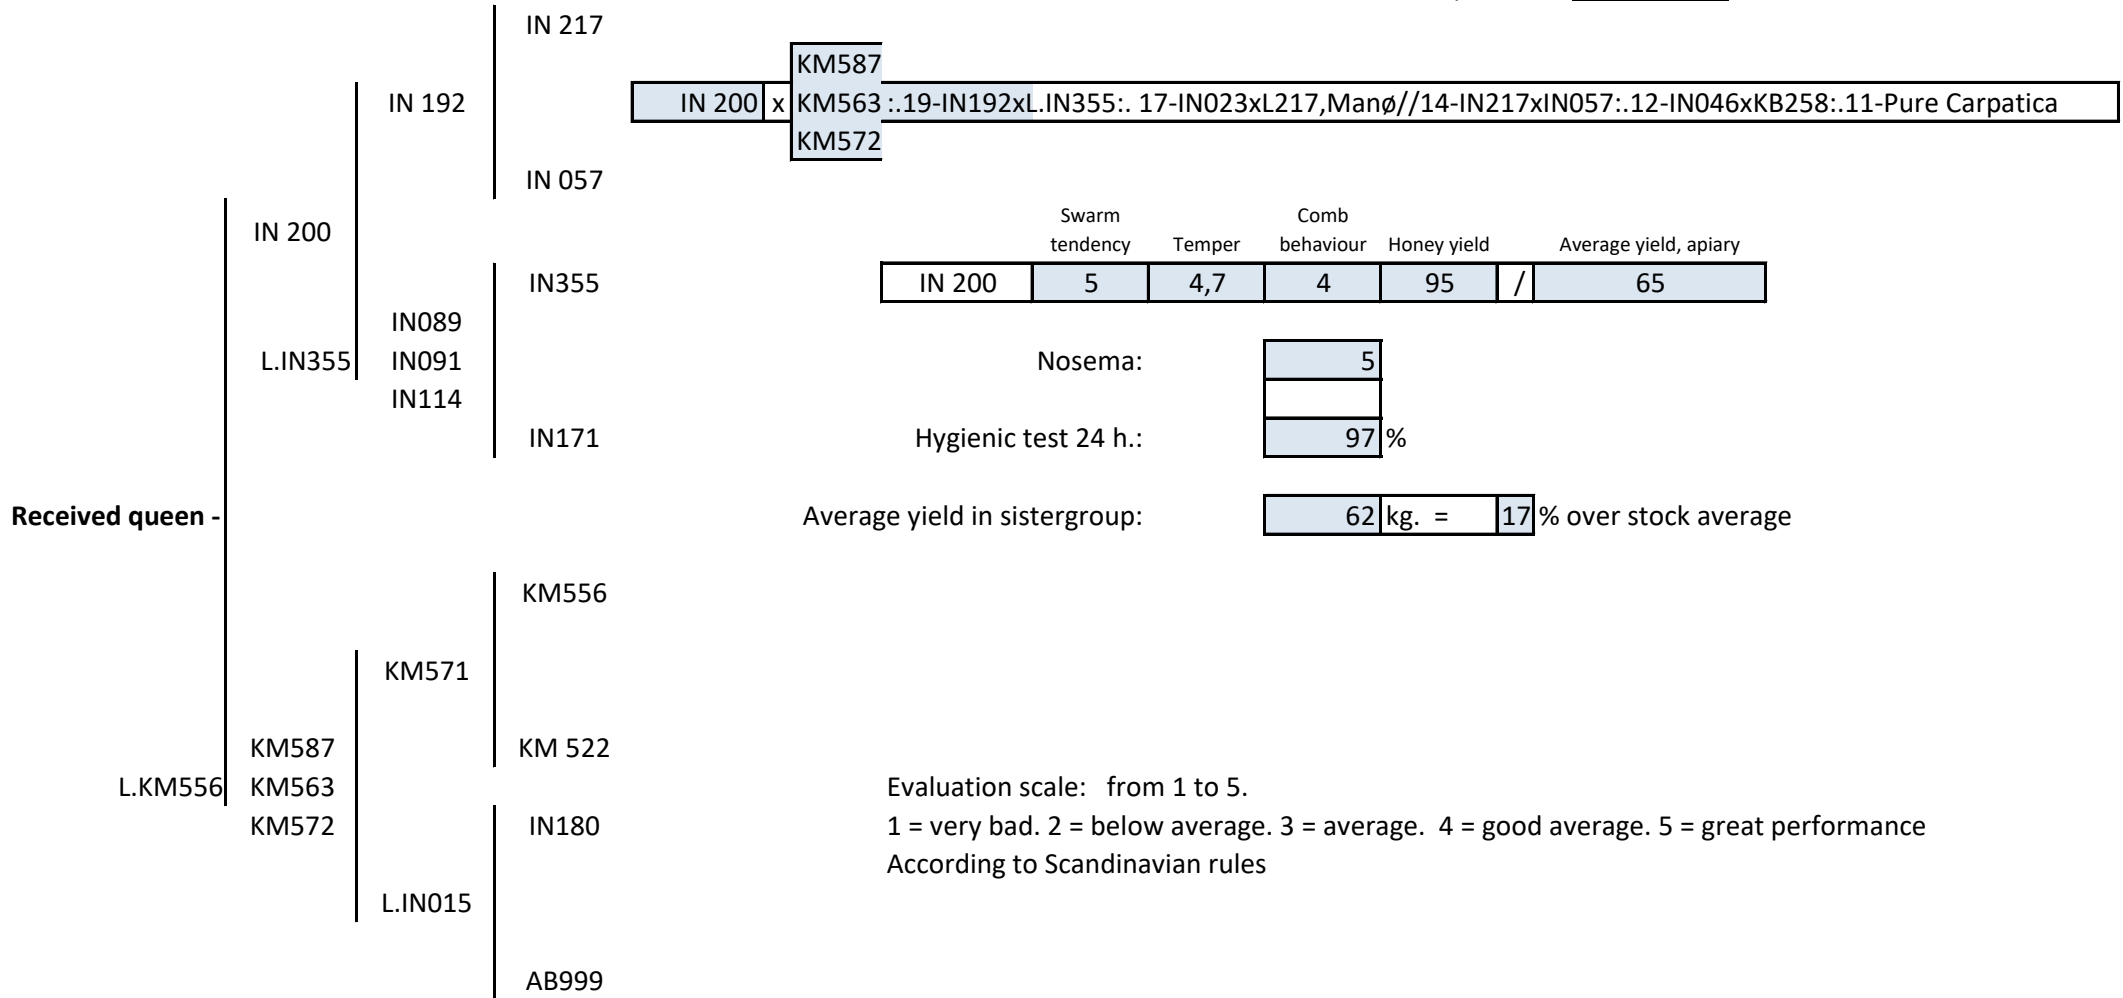 IN 217
KM587
IN 192 IN 200 x KM563 :.19-IN192xL.IN355:. 17-IN023xL217,Manø//14-IN217xIN057:.12-IN046xKB258:.11-Pure Carpatica
KM572
IN 057
Swarm tendency Temper Comb behaviour Honey yield Average yield, apiary
IN 200
IN355 IN 200 5 4,7 4 95 / 65
IN089
L.IN355 IN091 Nosema: 5
IN114
IN171 Hygienic test 24 h.: 97 %
Received queen - Average yield in sistergroup: 62 kg. = 17 % over stock average
KM556
KM571
KM587 KM 522
L.KM556 KM563 Evaluation scale: from 1 to 5.
KM572 IN180 1 = very bad. 2 = below average. 3 = average. 4 = good average. 5 = great performance
According to Scandinavian rules
L.IN015
AB999